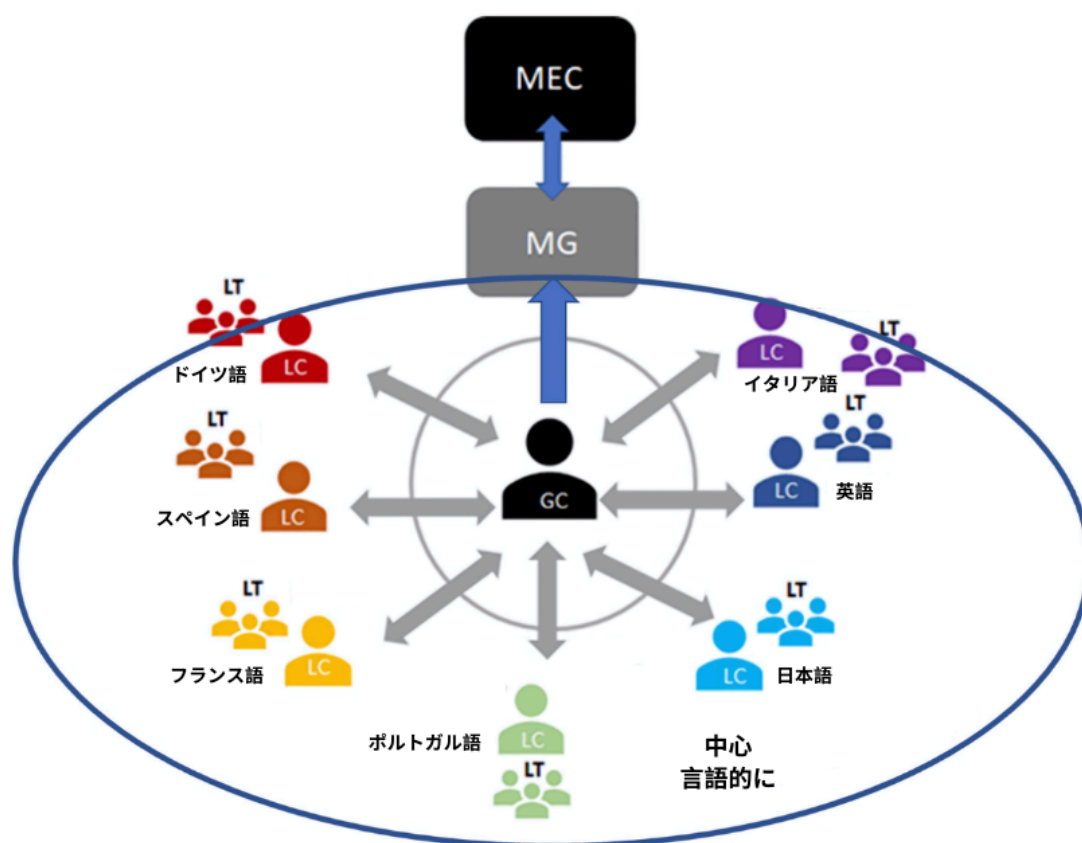 MEC
MG
LT
LC
ドイツ語
LC
LT
イタリア語
LT
LC
スペイン語
GC
LT
LC
英語
LT
LC
フランス語
LT
LC
日本語
LC
ポルトガル語
LT
中心
言語的に